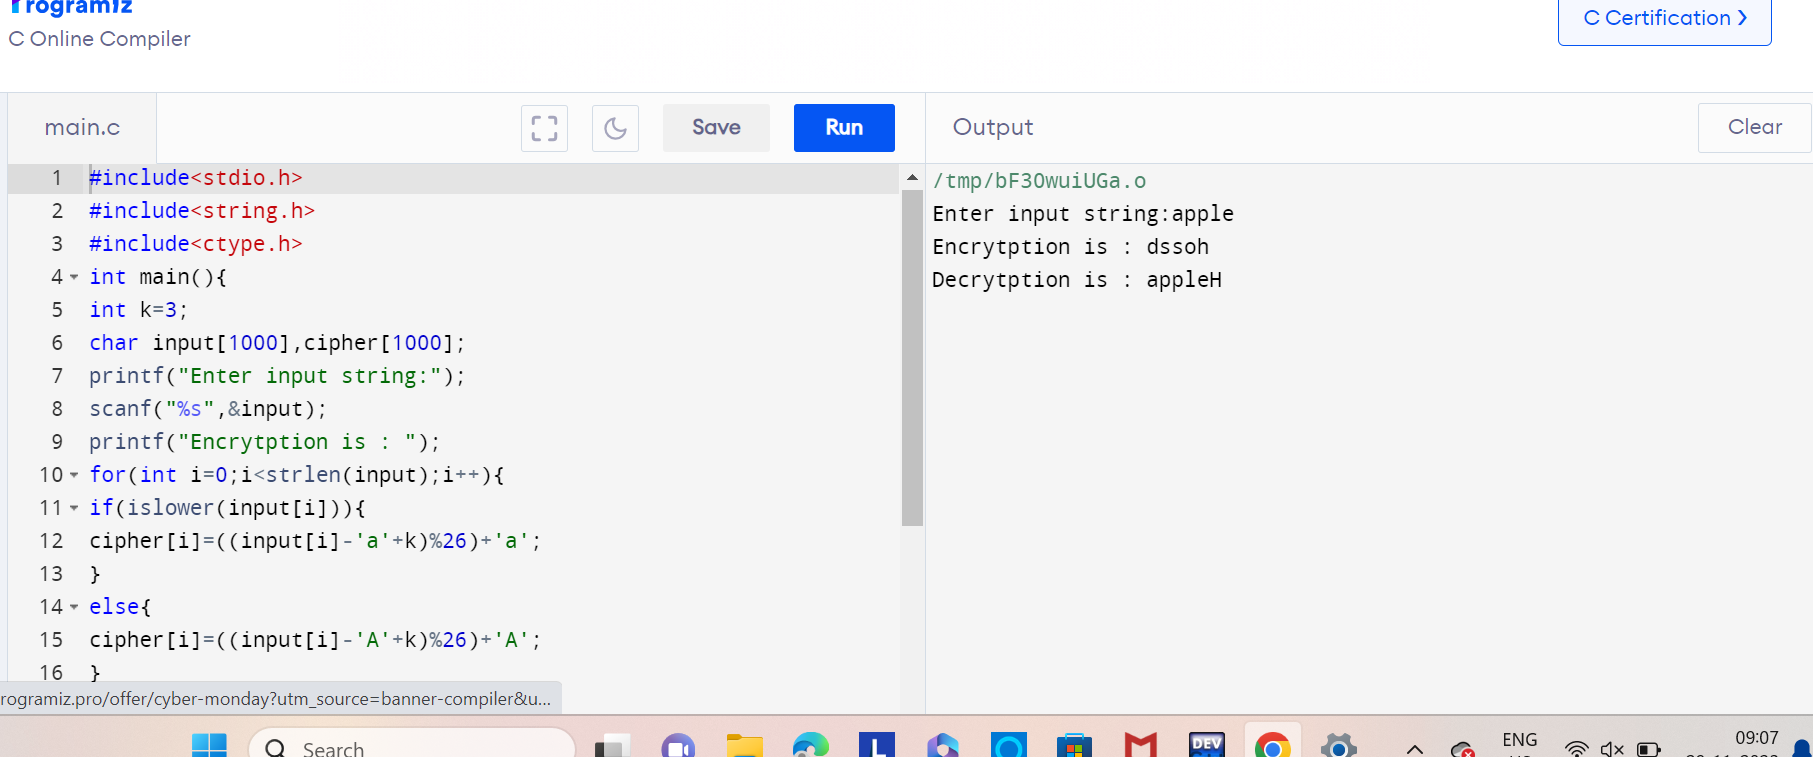 Programiz
C Online Compiler
C Certification >
main.c
Save
Run
Output
Clear
1 #include<stdio.h>
2 #include<string.h>
3 #include<ctype.h>
4 int main(){
5 int k=3;
6 char input[1000],cipher[1000];
7 printf("Enter input string:");
8 scanf("%s",&input);
9 printf("Encrytption is : ");
10 for(int i=0;i<strlen(input);i++){
11 if(islower(input[i])){
12 cipher[i]=((input[i]-'a'+k)%26)+'a';
13 }
14 else{
15 cipher[i]=((input[i]-'A'+k)%26)+'A';
16 }
/tmp/bF3OwuiUGa.o
Enter input string:apple
Encrytption is : dssoh
Decrytption is : appleH
rogramiz.pro/offer/cyber-monday?utm_source=banner-compiler&u...
Search
L
DEV
ENG
09:07